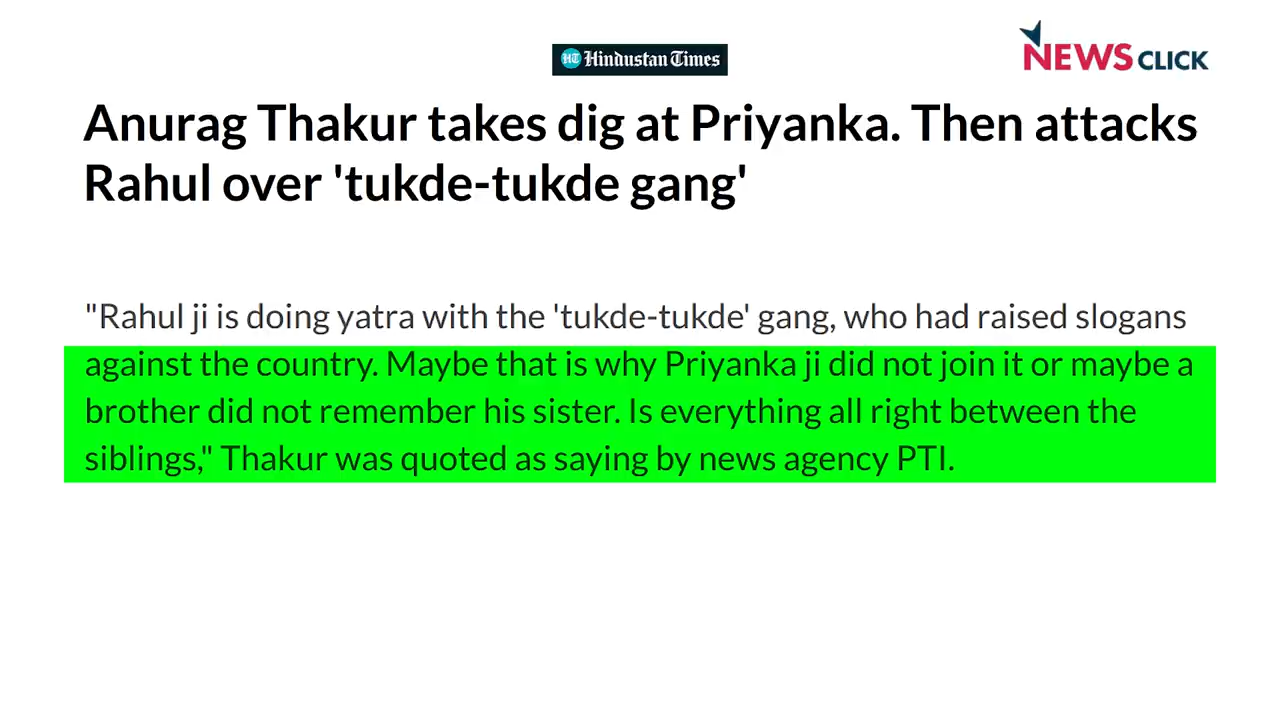 HT Hindustan Times
NEWS CLICK
Anurag Thakur takes dig at Priyanka. Then attacks
Rahul over 'tukde-tukde gang'
"Rahul ji is doing yatra with the 'tukde-tukde' gang, who had raised slogans
against the country. Maybe that is why Priyanka ji did not join it or maybe a
brother did not remember his sister. Is everything all right between the
siblings," Thakur was quoted as saying by news agency PTI.